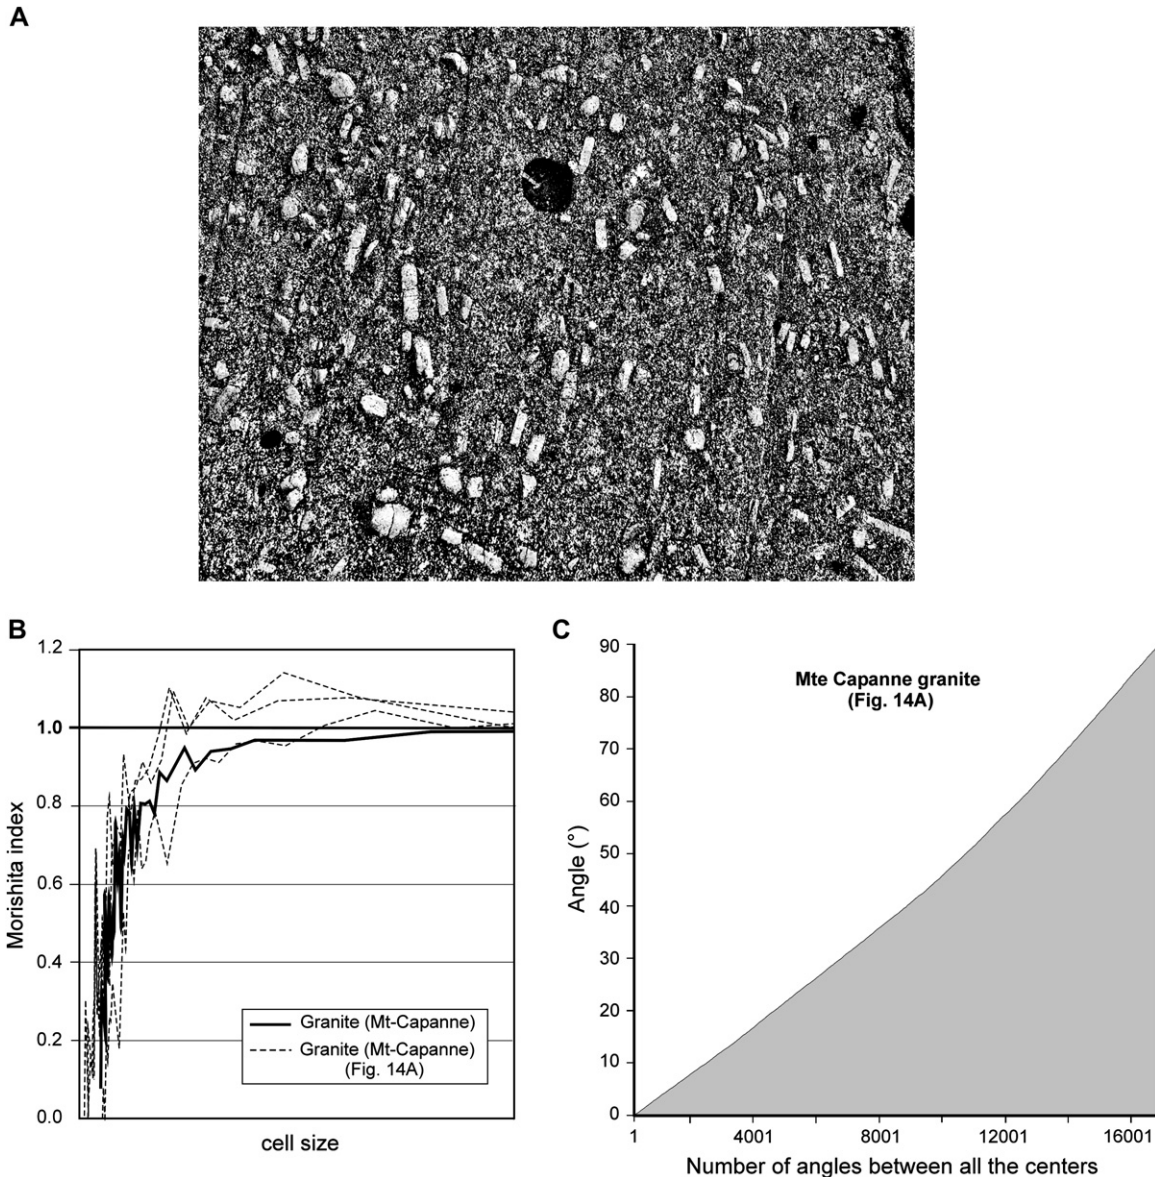 A
B
1.2
1.0
0.8
0.6
0.4
0.2
0.0
Morishita index
cell size
Granite (Mt-Capanne)
Granite (Mt-Capanne)
(Fig. 14A)
C
90
80
70
60
50
40
30
20
10
0
Angle (°)
Mte Capanne granite
(Fig. 14A)
1 4001 8001 12001 16001
Number of angles between all the centers